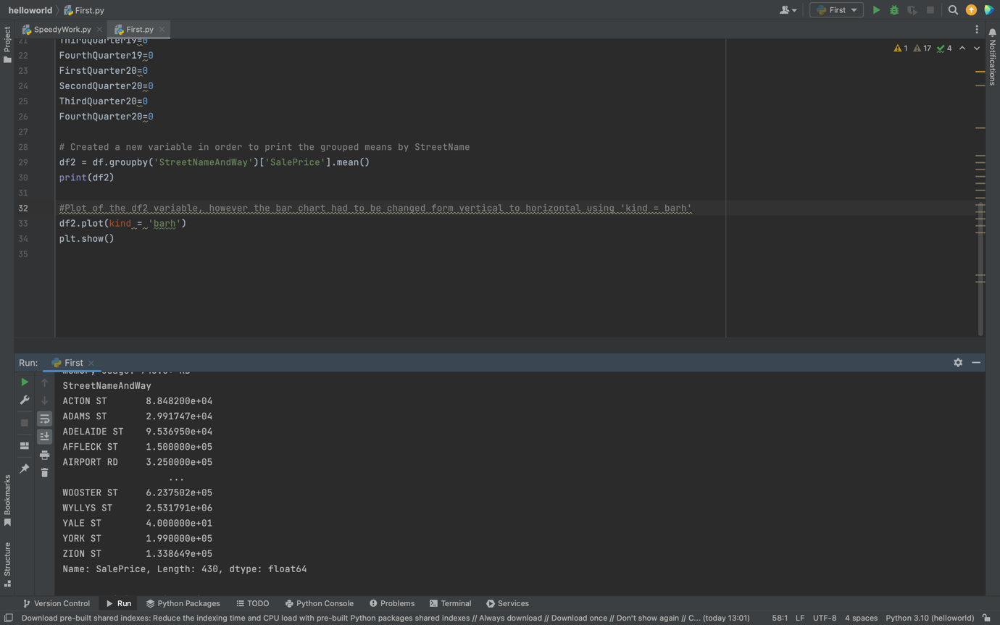 helloworld First.py
First
SpeedyWork.py First.py
Project
Notifications
1 17 4
21 ThirdQuarter19=0
22 FourthQuarter19=0
23 FirstQuarter20=0
24 SecondQuarter20=0
25 ThirdQuarter20=0
26 FourthQuarter20=0
27
28 # Created a new variable in order to print the grouped means by StreetName
29 df2 = df.groupby('StreetNameAndWay')['SalePrice'].mean()
30 print(df2)
31
32 #Plot of the df2 variable, however the bar chart had to be changed form vertical to horizontal using 'kind = barh'
33 df2.plot(kind = 'barh')
34 plt.show()
35
Run: First
StreetNameAndWay
ACTON ST 8.848200e+04
ADAMS ST 2.991747e+04
ADELAIDE ST 9.536950e+04
AFFLECK ST 1.500000e+05
AIRPORT RD 3.250000e+05
...
WOOSTER ST 6.237502e+05
WYLLYS ST 2.531791e+06
YALE ST 4.000000e+01
YORK ST 1.990000e+05
ZION ST 1.338649e+05
Name: SalePrice, Length: 430, dtype: float64
Bookmarks
Structure
Version Control Run Python Packages TODO Python Console Problems Terminal Services
Download pre-built shared indexes: Reduce the indexing time and CPU load with pre-built Python packages shared indexes // Always download // Download once // Don't show again // C... (today 13:01) 58:1 LF UTF-8 4 spaces Python 3.10 (helloworld)